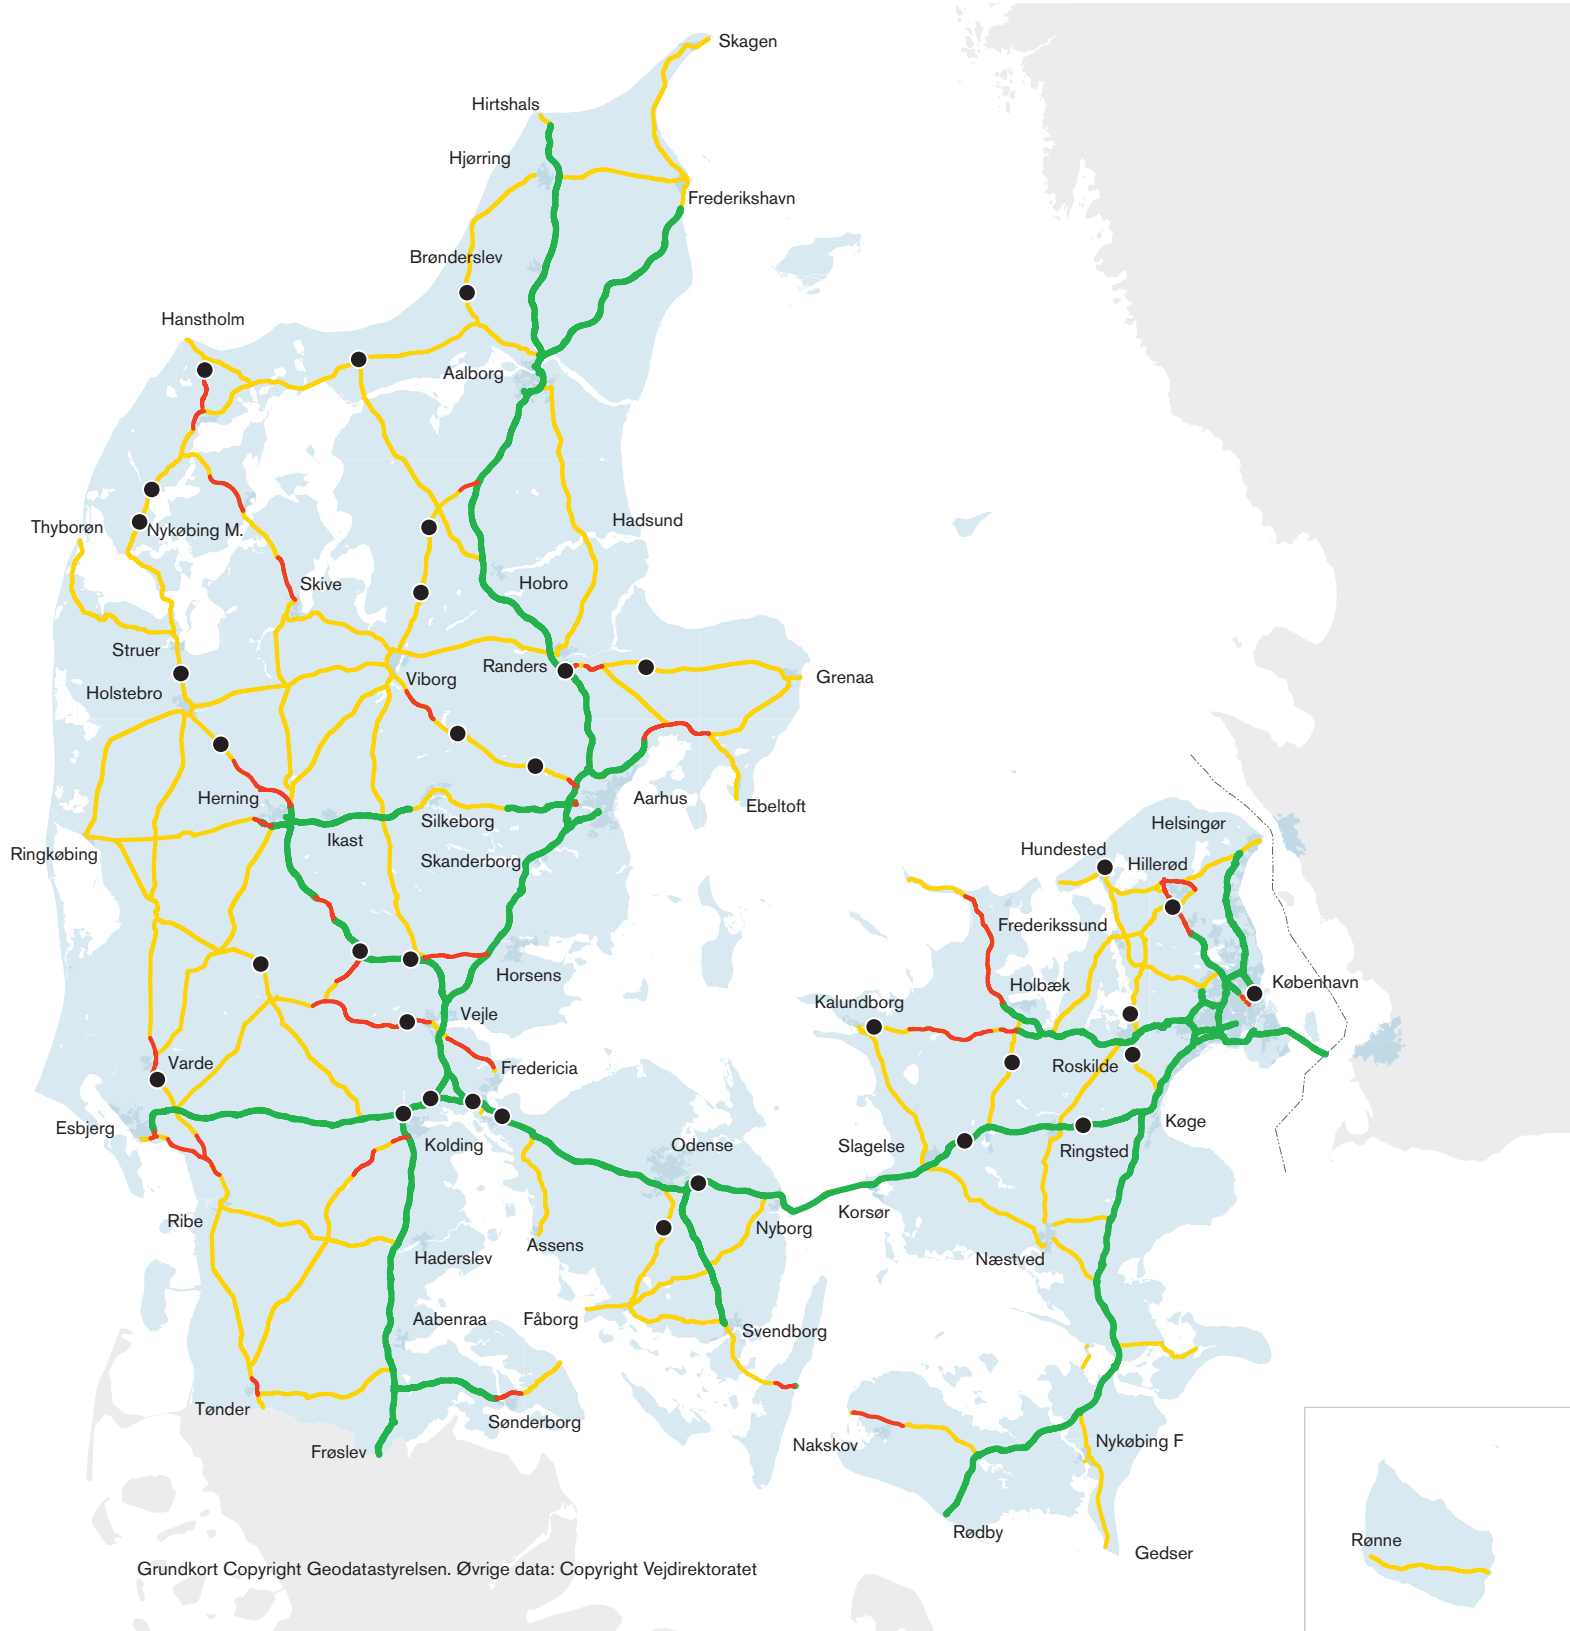 Skagen
Hirtshals
Hjørring
Frederikshavn
Brønderslev
Hanstholm
Aalborg
Thyborøn
Nykøbing M.
Hadsund
Skive
Hobro
Struer
Randers
Viborg
Grenaa
Holstebro
Herning
Aarhus
Ebeltoft
Silkeborg
Ikast
Ringkøbing
Skanderborg
Helsingør
Hundested
Hillerød
Frederikssund
Horsens
Holbæk
København
Kalundborg
Vejle
Varde
Fredericia
Roskilde
Esbjerg
Køge
Kolding
Odense
Slagelse
Ringsted
Korsør
Ribe
Nyborg
Assens
Haderslev
Næstved
Aabenraa
Fåborg
Svendborg
Tønder
Sønderborg
Frøslev
Nakskov
Nykøbing F
Rødby
Gedser
Rønne
Grundkort Copyright Geodatastyrelsen. Øvrige data: Copyright Vejdirektoratet